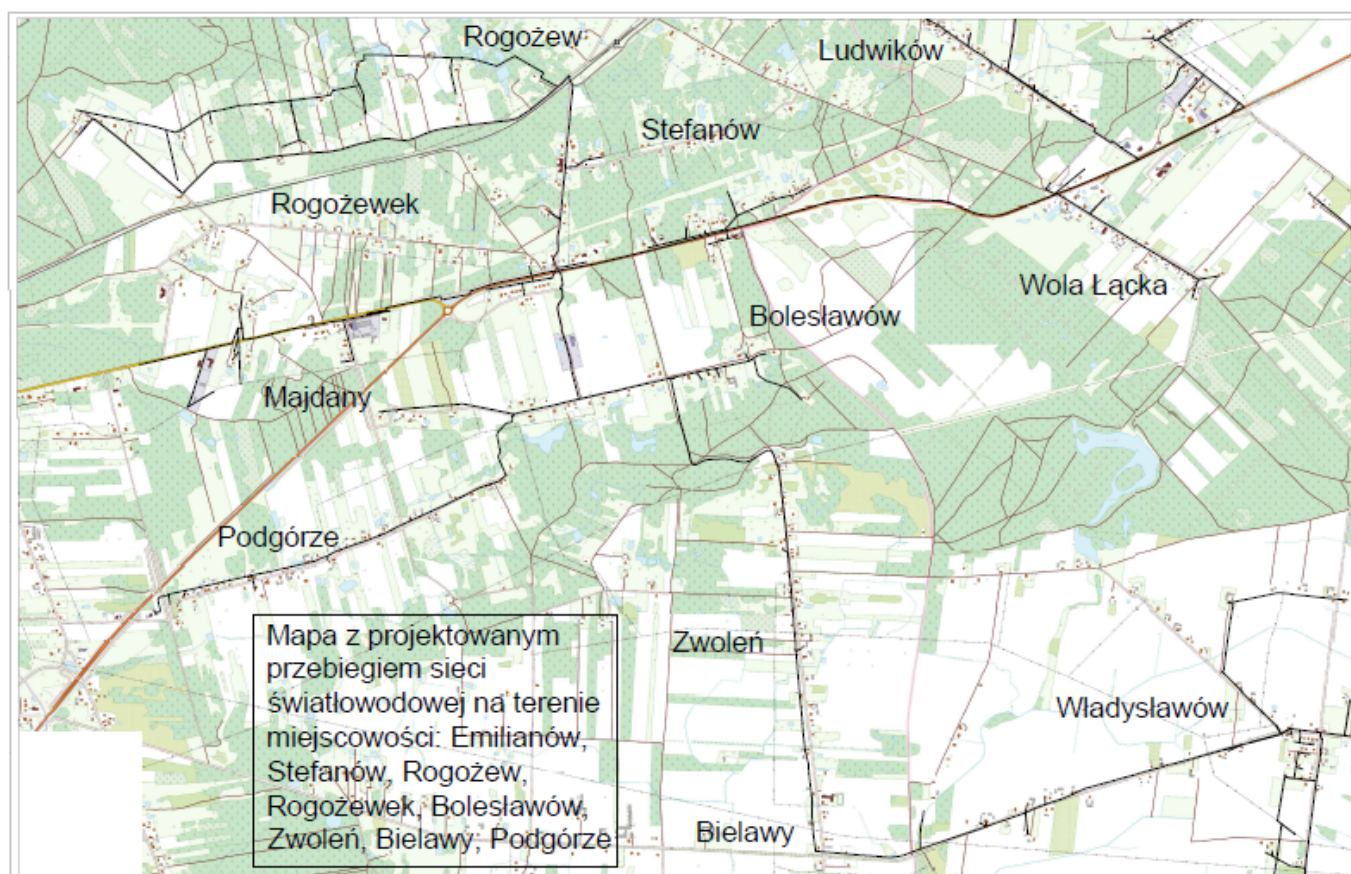 Rogożew
Ludwików
Stefanów
Rogożewek
Wola Łącka
Bolesławów
Majdany
Podgórze
Mapa z projektowanym
przebiegiem sieci
światłowodowej na terenie
miejscowości: Emilianów,
Stefanów, Rogożew,
Rogożewek, Bolesławów,
Zwoleń, Bielawy, Podgórze
Zwoleń
Władysławów
Bielawy